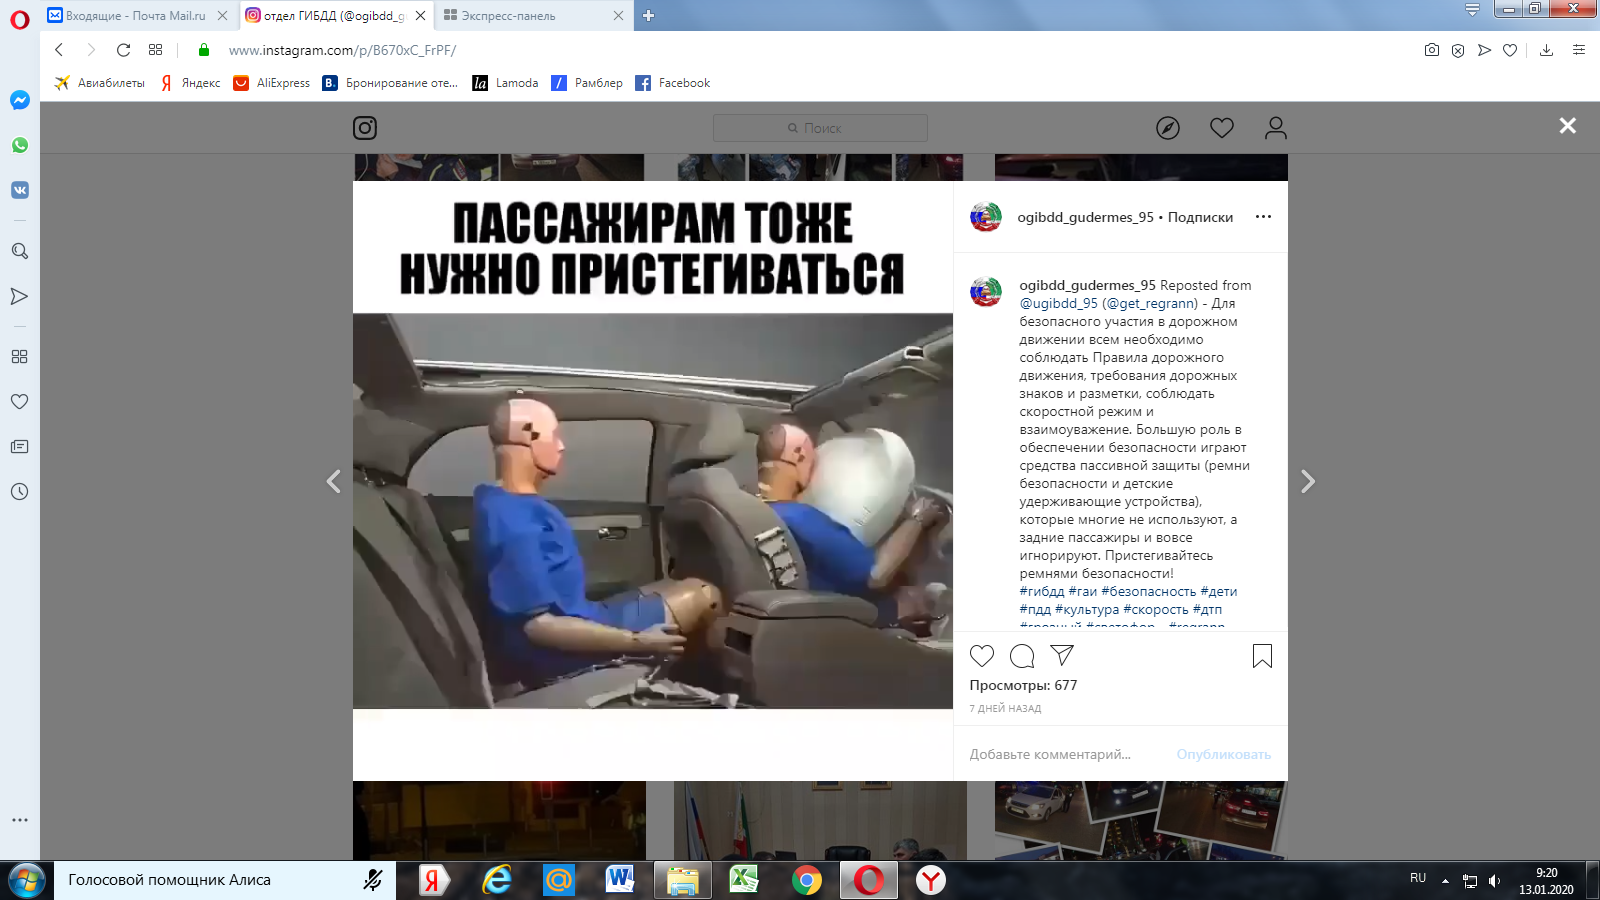 Входящие - Почта Mail.ru
отдел ГИБДД (@ogibdd_g
Экспресс-панель
www.instagram.com/p/B670xC_FrPF/
Авиабилеты
Яндекс
AliExpress
Бронирование оте...
Lamoda
Рамблер
Facebook
Поиск
ПАССАЖИРАМ ТОЖЕ
НУЖНО ПРИСТЕГИВАТЬСЯ
ogibdd_gudermes_95 • Подписки
ogibdd_gudermes_95 Reposted from
@ugibdd_95 (@get_regrann) - Для
безопасного участия в дорожном
движении всем необходимо
соблюдать Правила дорожного
движения, требования дорожных
знаков и разметки, соблюдать
скоростной режим и
взаимоуважение. Большую роль в
обеспечении безопасности играют
средства пассивной защиты (ремни
безопасности и детские
удерживающие устройства),
которые многие не используют, а
задние пассажиры и вовсе
игнорируют. Пристегивайтесь
ремнями безопасности!
#гибдд #гаи #безопасность #дети
#пдд #культура #скорость #дтп
#грозный #светофор #regrann
Просмотры: 677
7 ДНЕЙ НАЗАД
Добавьте комментарий...
Опубликовать
Голосовой помощник Алиса
RU
9:20
13.01.2020